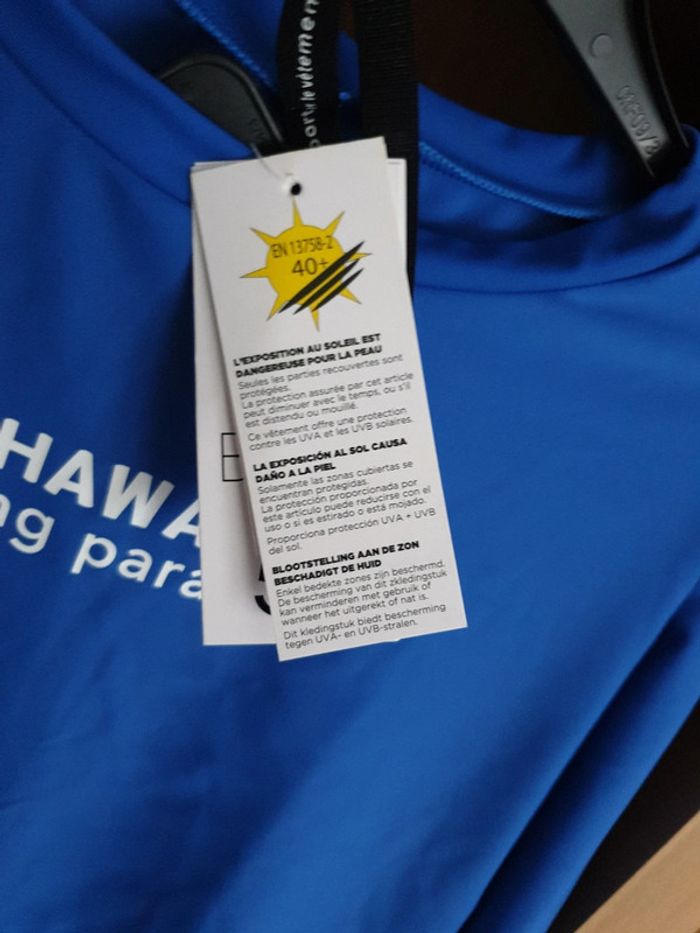 EN 13758-2
40+
L'EXPOSITION AU SOLEIL EST
DANGEREUSE POUR LA PEAU
Seules les parties recouvertes sont
protégées.
La protection assurée par cet article
peut diminuer avec le temps, ou s'il
est distendu ou mouillé.
Ce vêtement offre une protection
contre les UVA et les UVB solaires.
LA EXPOSICIÓN AL SOL CAUSA
DAÑO A LA PIEL
Solamente las zonas cubiertas se
encuentran protegidas.
La protección proporcionada por
este artículo puede reducirse con el
uso o si es estirado o está mojado.
Proporciona protección UVA + UVB
del sol.
BLOOTSTELLING AAN DE ZON
BESCHADIGT DE HUID
Enkel bedekte zones zijn beschermd.
De bescherming van dit zkledingstuk
kan verminderen met gebruik of
wanneer het uitgerekt of nat is.
Dit kledingstuk biedt bescherming
tegen UVA- en UVB-stralen.
HAWA
ng para